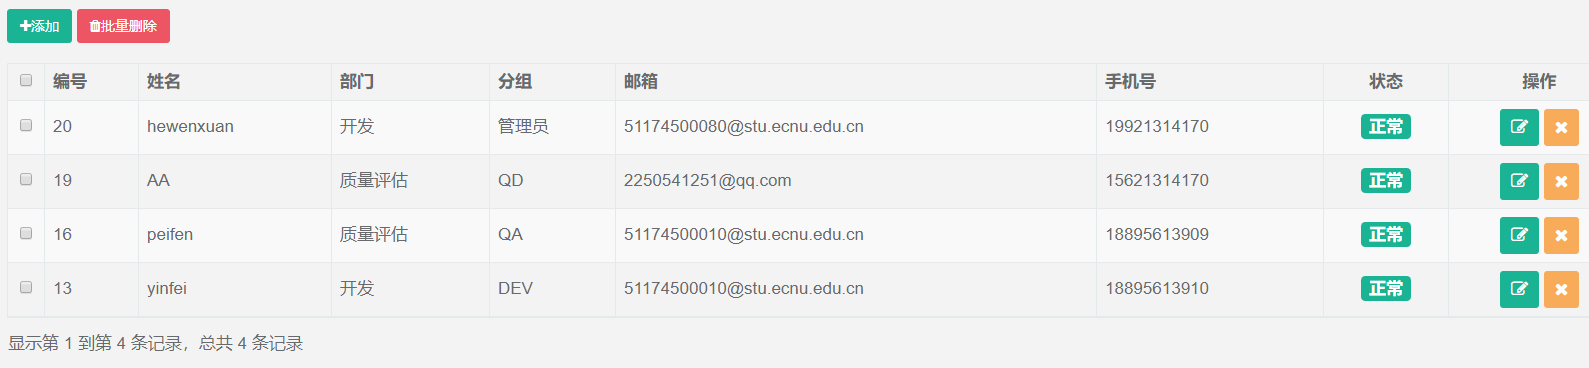 添加 批量删除
编号 姓名 部门 分组 邮箱 手机号 状态 操作
20 hewenxuan 开发 管理员 51174500080@stu.ecnu.edu.cn 19921314170 正常
19 AA 质量评估 QD 2250541251@qq.com 15621314170 正常
16 peifen 质量评估 QA 51174500010@stu.ecnu.edu.cn 18895613909 正常
13 yinfei 开发 DEV 51174500010@stu.ecnu.edu.cn 18895613910 正常
显示第 1 到第 4 条记录，总共 4 条记录